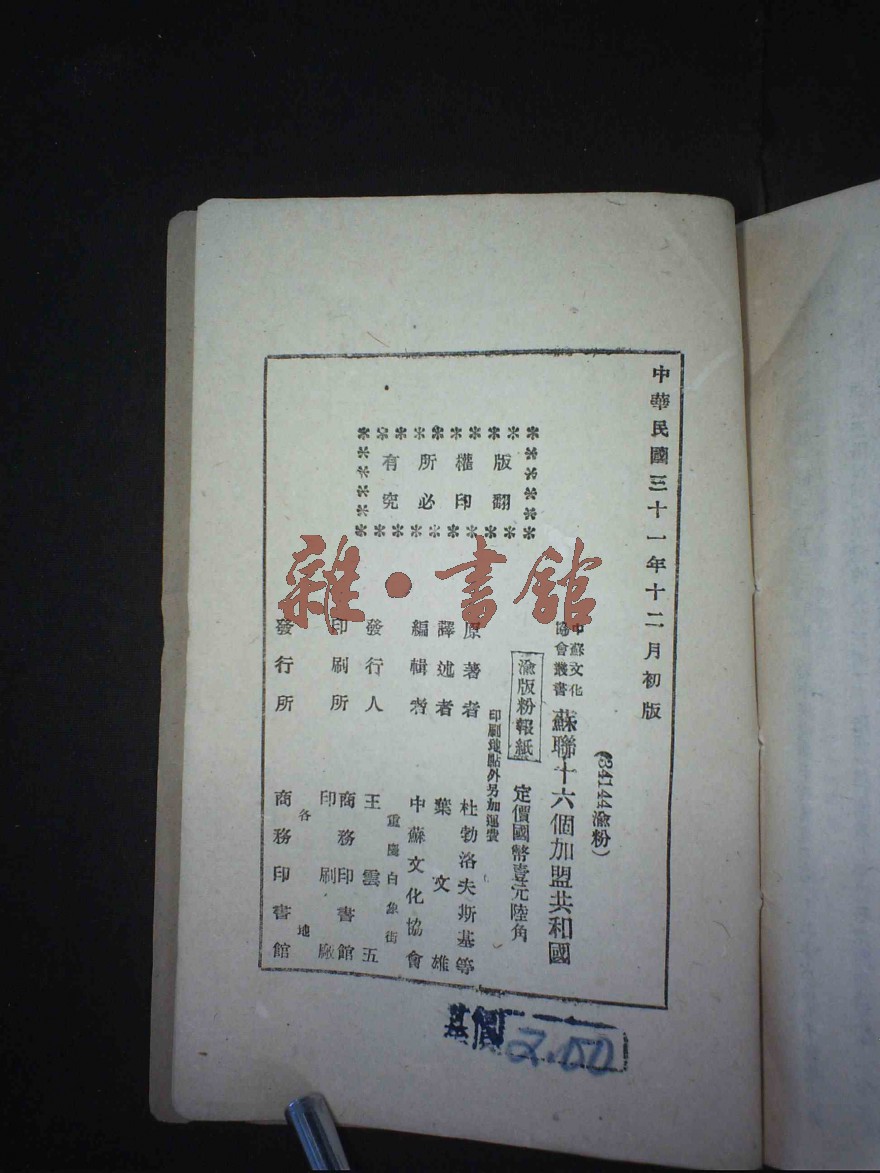 中華民國三十一年十二月初版
(34144渝粉)
中蘇文化
協會叢書
蘇聯十六個加盟共和國
渝版粉報紙
定價國幣壹元陸角
印刷地點外另加運費
版權所有
翻印必究
原著者 杜勃洛夫斯基等
譯述者 葉文雄
編輯者 中蘇文化協會
重慶白象街
發行人 王雲五
印刷所 商務印書館
印刷廠
各地
發行所 商務印書館
雜·書館
基價 2.00